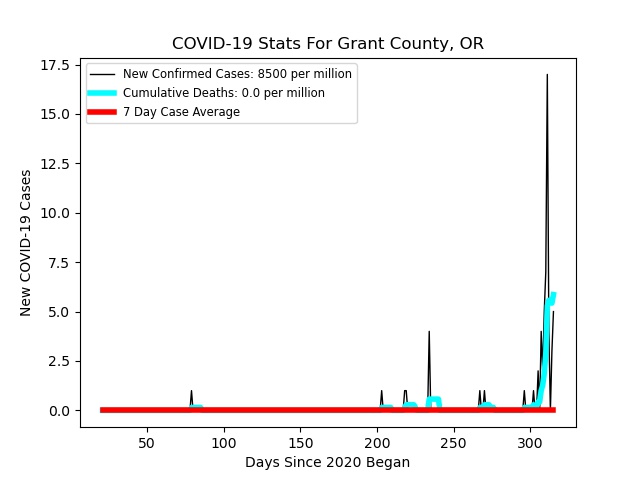 COVID-19 Stats For Grant County, OR
New Confirmed Cases: 8500 per million
Cumulative Deaths: 0.0 per million
7 Day Case Average
New COVID-19 Cases
17.5
15.0
12.5
10.0
7.5
5.0
2.5
0.0
50 100 150 200 250 300
Days Since 2020 Began